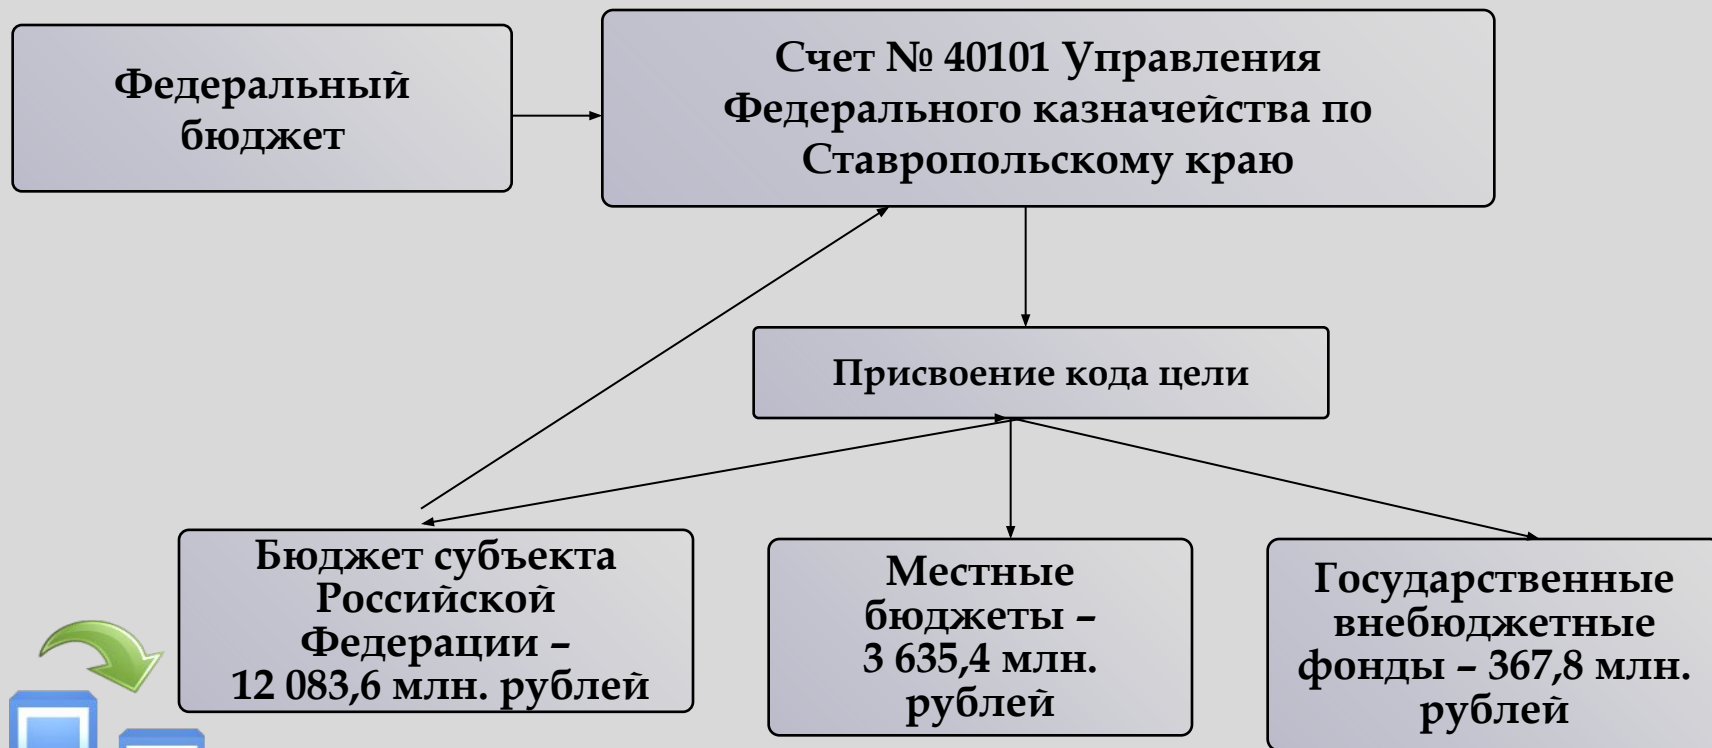 Федеральный
бюджет
Счет № 40101 Управления
Федерального казначейства по
Ставропольскому краю
Присвоение кода цели
Бюджет субъекта
Российской
Федерации –
12 083,6 млн. рублей
Местные
бюджеты –
3 635,4 млн.
рублей
Государственные
внебюджетные
фонды – 367,8 млн.
рублей